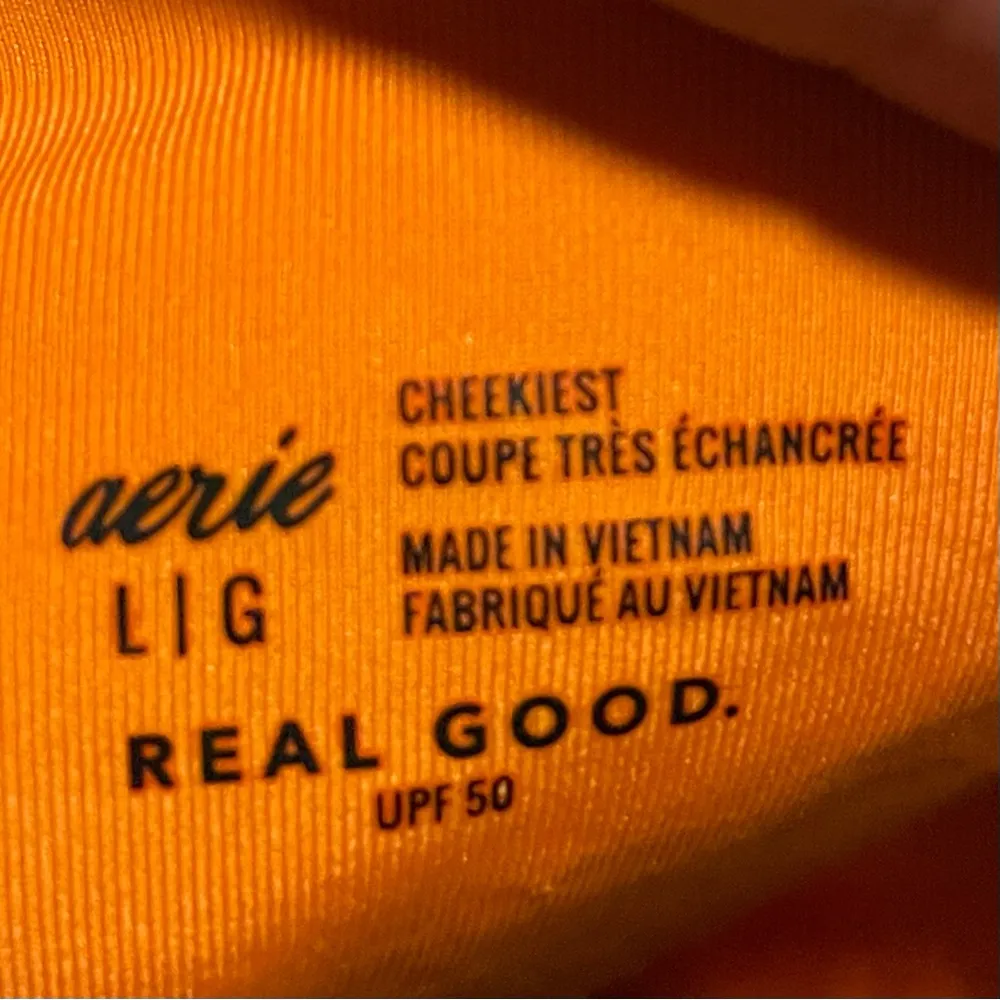 aerie
L|G
CHEEKIEST
COUPE TRÈS ÉCHANCRÉE
MADE IN VIETNAM
FABRIQUÉ AU VIETNAM
REAL GOOD.
UPF 50